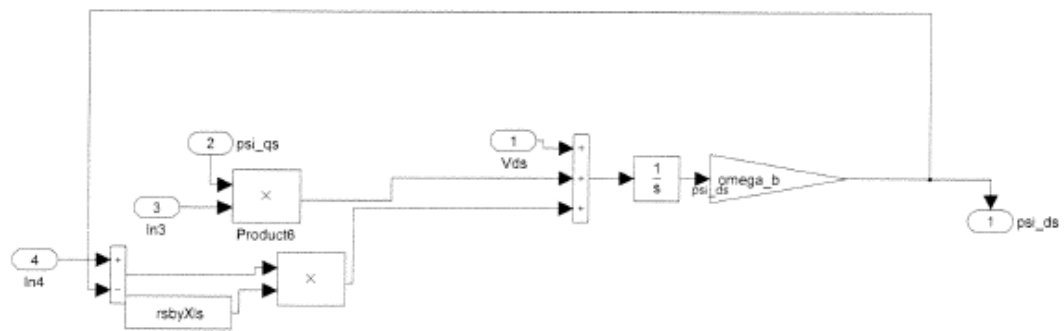 2
psi_qs
1
Vds
+
+
+
1
s
psi_ds
omega_b
×
3
In3
Product6
1
psi_ds
4
In4
+
−
×
rsbyXls